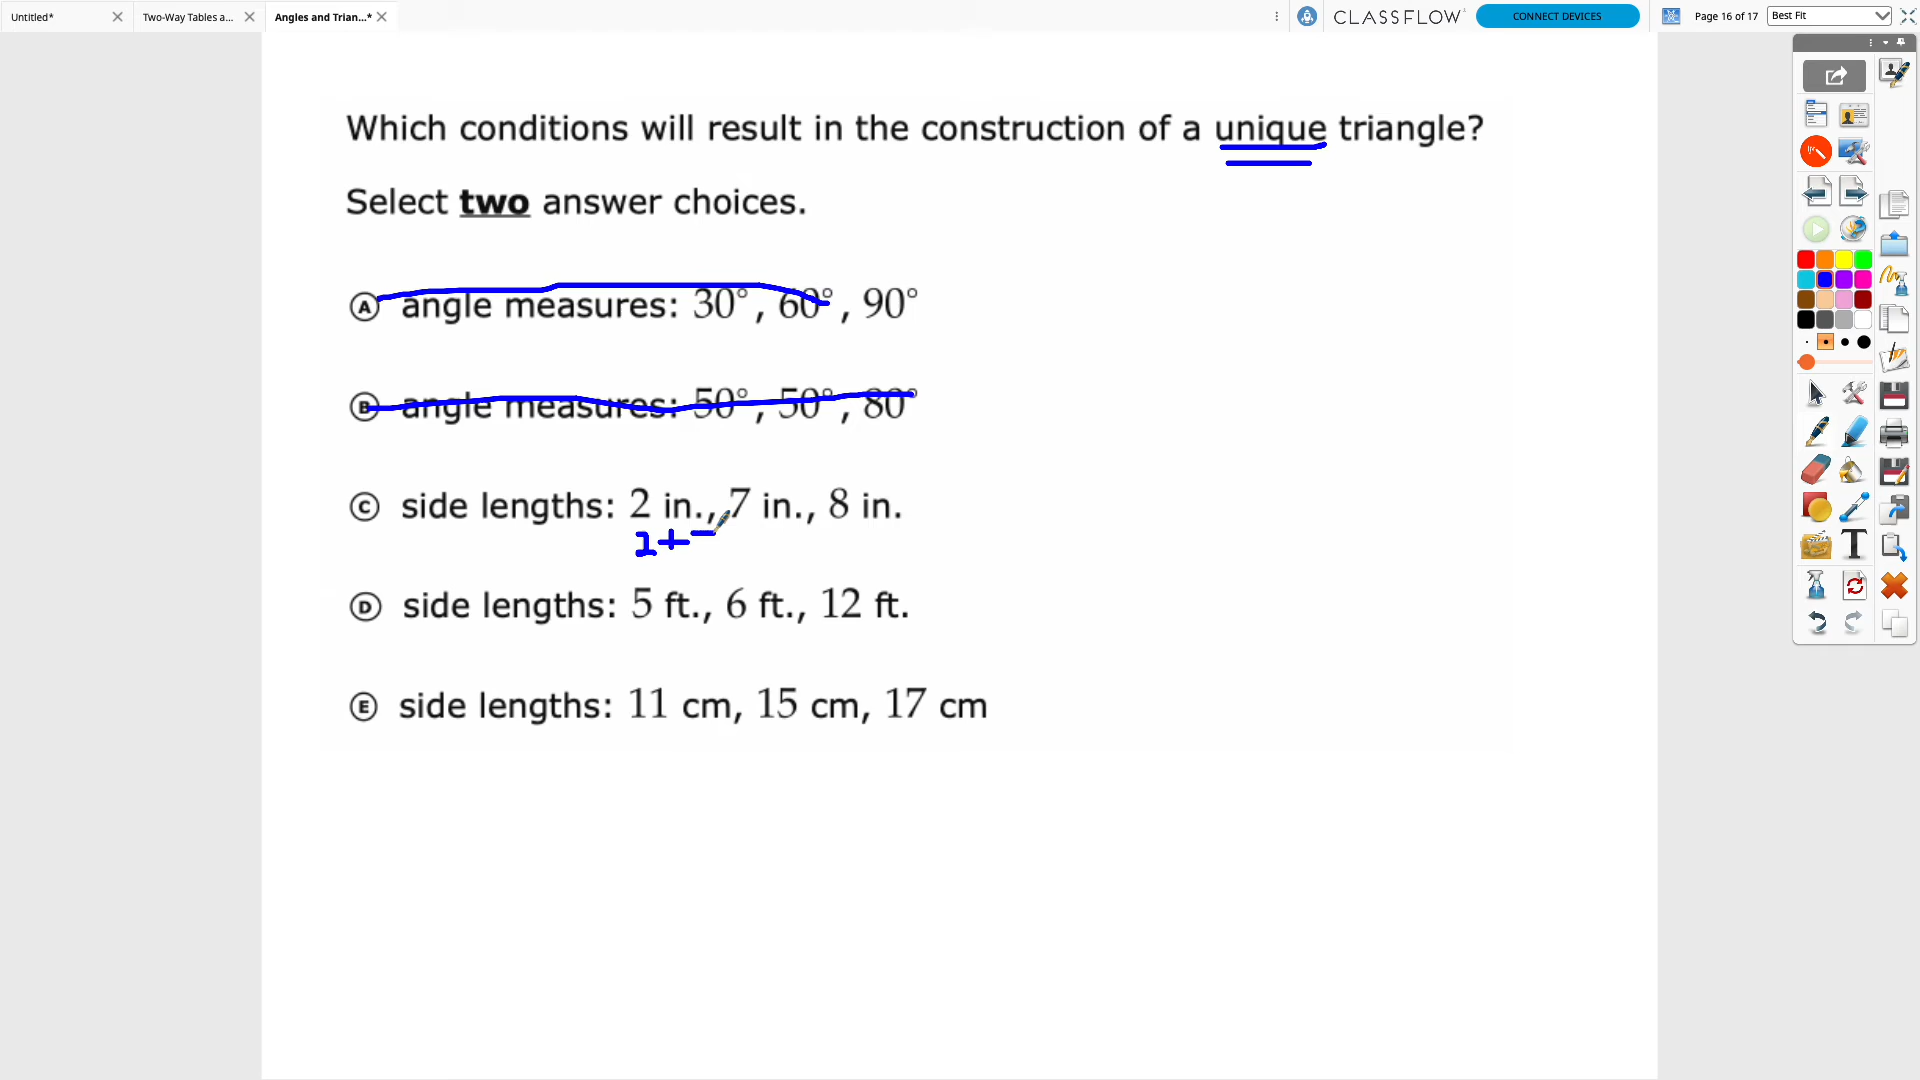 Untitled*
Two-Way Tables a...
Angles and Trian...*
CLASSFLOW
CONNECT DEVICES
Page 16 of 17
Best Fit
Which conditions will result in the construction of a unique triangle?
Select two answer choices.
A angle measures: 30°, 60°, 90°
B angle measures: 50°, 50°, 80°
C side lengths: 2 in., 7 in., 8 in.
D side lengths: 5 ft., 6 ft., 12 ft.
E side lengths: 11 cm, 15 cm, 17 cm
T